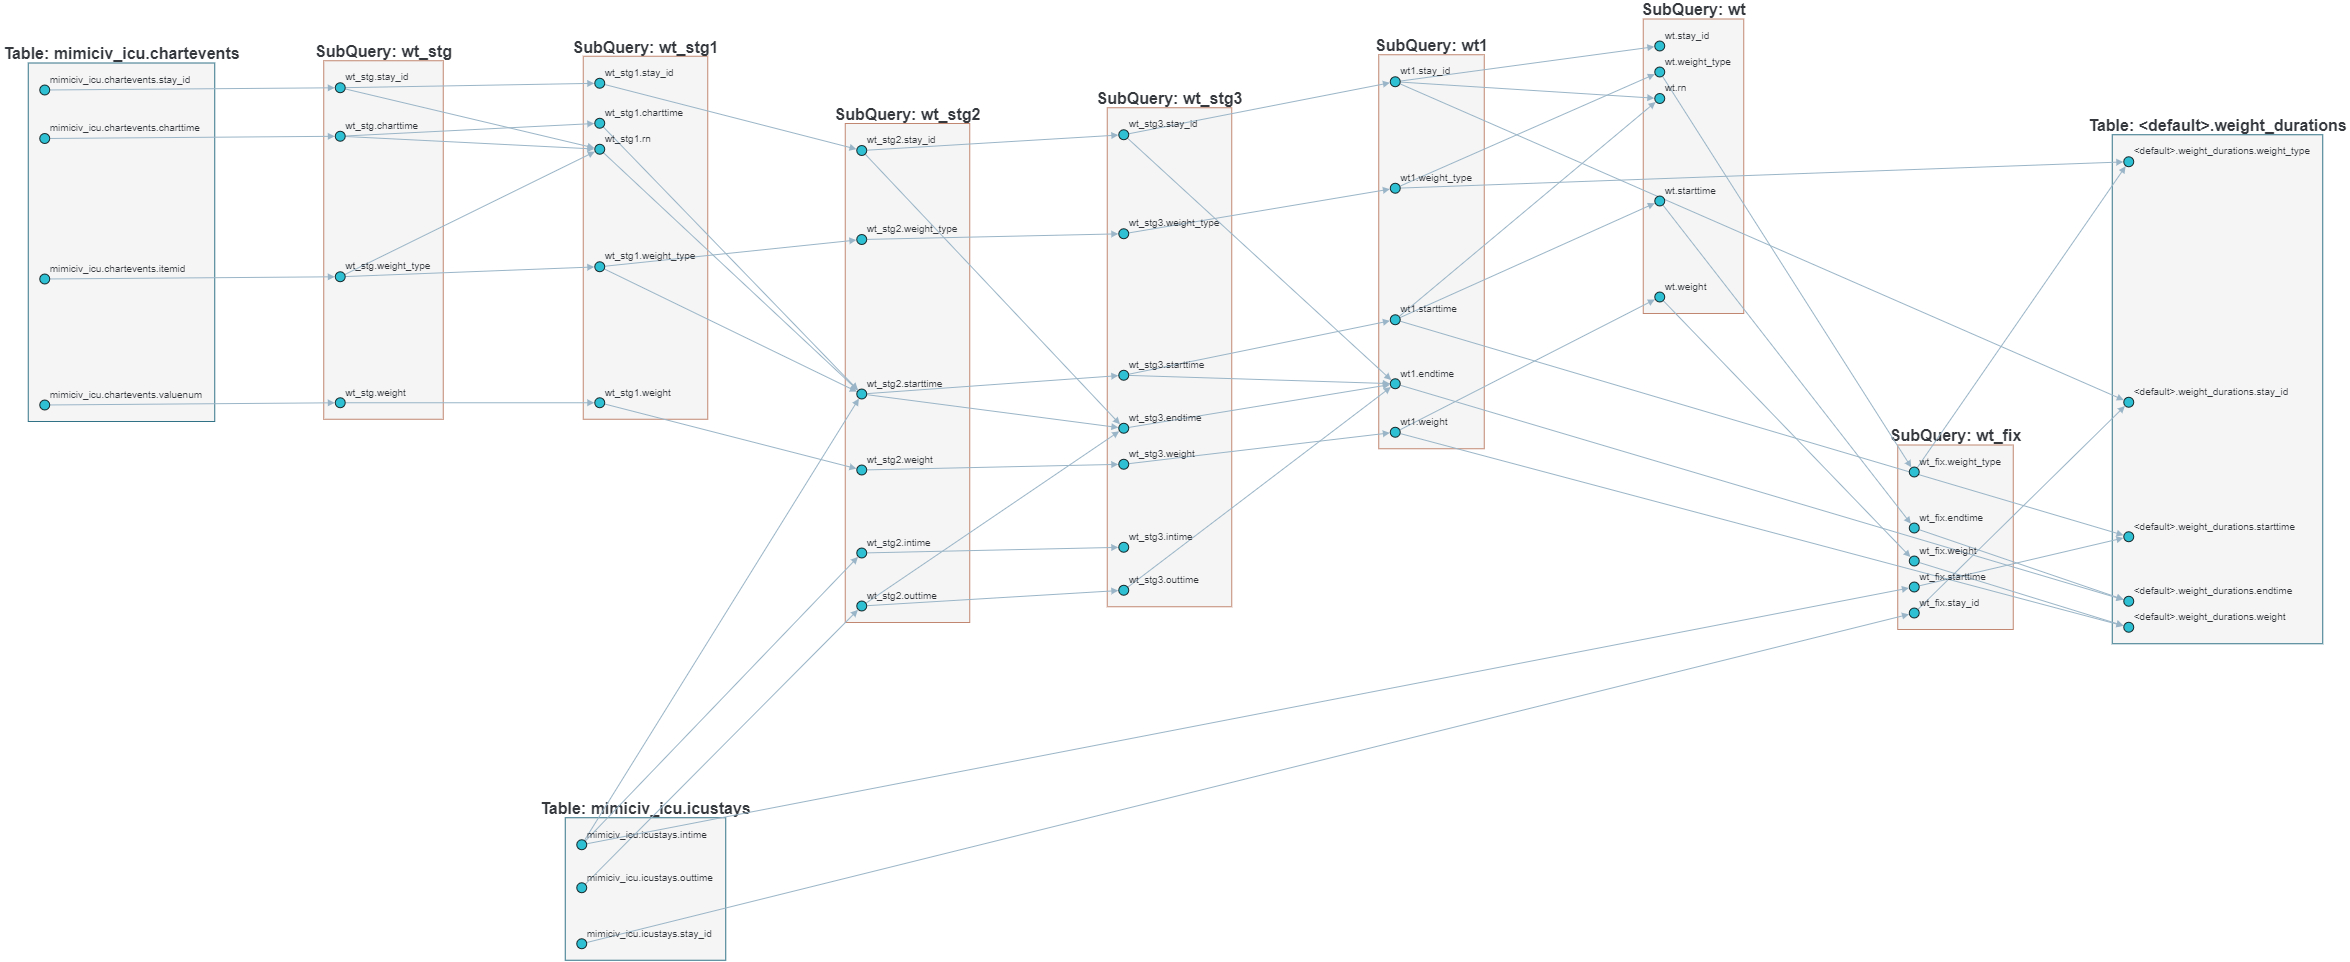 Table: mimiciv_icu.chartevents
mimiciv_icu.chartevents.stay_id
mimiciv_icu.chartevents.charttime
mimiciv_icu.chartevents.itemid
mimiciv_icu.chartevents.valuenum
SubQuery: wt_stg
wt_stg.stay_id
wt_stg.charttime
wt_stg.weight_type
wt_stg.weight
SubQuery: wt_stg1
wt_stg1.stay_id
wt_stg1.charttime
wt_stg1.rn
wt_stg1.weight_type
wt_stg1.weight
SubQuery: wt_stg2
wt_stg2.stay_id
wt_stg2.weight_type
wt_stg2.starttime
wt_stg2.weight
wt_stg2.intime
wt_stg2.outtime
SubQuery: wt_stg3
wt_stg3.stay_id
wt_stg3.weight_type
wt_stg3.starttime
wt_stg3.endtime
wt_stg3.weight
wt_stg3.intime
wt_stg3.outtime
SubQuery: wt1
wt1.stay_id
wt1.weight_type
wt1.starttime
wt1.endtime
wt1.weight
SubQuery: wt
wt.stay_id
wt.weight_type
wt.rn
wt.starttime
wt.weight
SubQuery: wt_fix
wt_fix.weight_type
wt_fix.endtime
wt_fix.weight
wt_fix.starttime
wt_fix.stay_id
Table: <default>.weight_durations
<default>.weight_durations.weight_type
<default>.weight_durations.stay_id
<default>.weight_durations.starttime
<default>.weight_durations.endtime
<default>.weight_durations.weight
Table: mimiciv_icu.icustays
mimiciv_icu.icustays.intime
mimiciv_icu.icustays.outtime
mimiciv_icu.icustays.stay_id